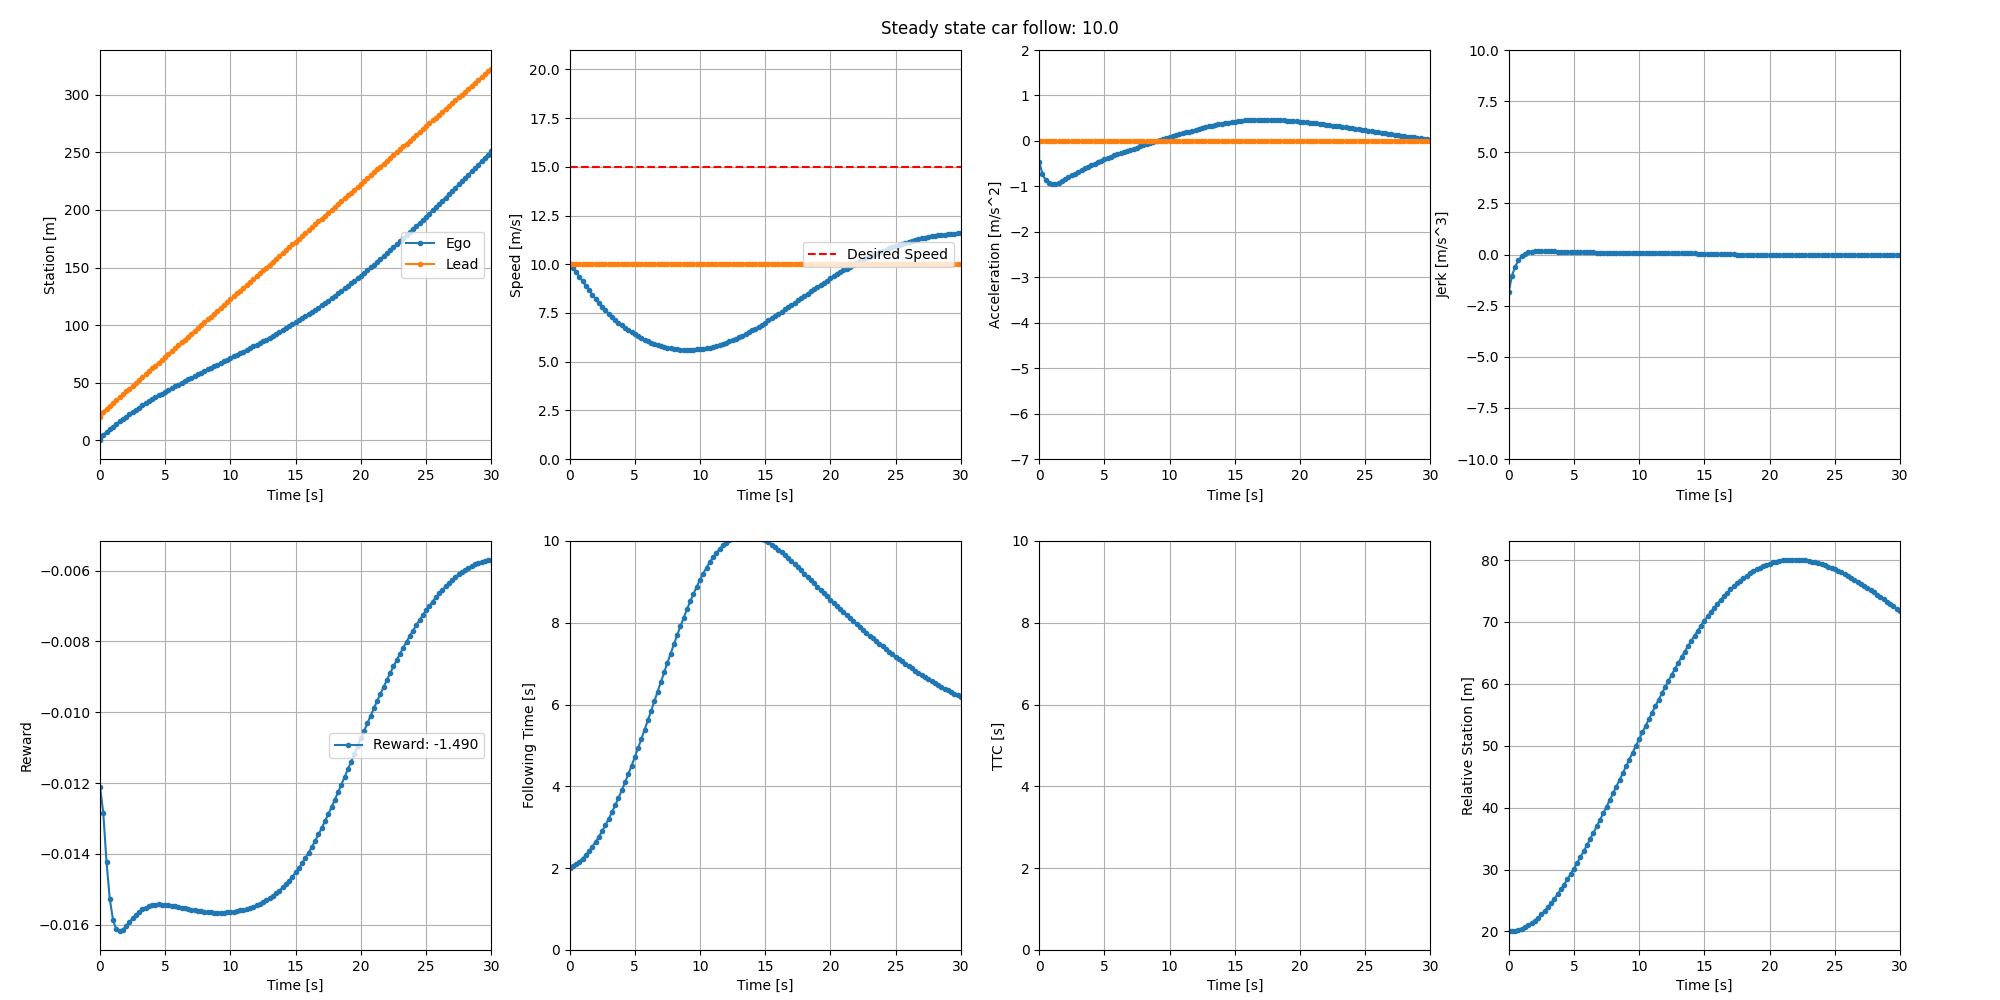 Steady state car follow: 10.0
Station [m]
300
250
200
150
100
50
0
Ego
Lead
0 5 10 15 20 25 30
Time [s]
Speed [m/s]
20.0
17.5
15.0
12.5
10.0
7.5
5.0
2.5
0.0
Desired Speed
0 5 10 15 20 25 30
Time [s]
Acceleration [m/s^2]
2
1
0
−1
−2
−3
−4
−5
−6
−7
0 5 10 15 20 25 30
Time [s]
Jerk [m/s^3]
10.0
7.5
5.0
2.5
0.0
−2.5
−5.0
−7.5
−10.0
0 5 10 15 20 25 30
Time [s]
Reward
−0.006
−0.008
−0.010
−0.012
−0.014
−0.016
Reward: -1.490
0 5 10 15 20 25 30
Time [s]
Following Time [s]
10
8
6
4
2
0
0 5 10 15 20 25 30
Time [s]
TTC [s]
10
8
6
4
2
0
0 5 10 15 20 25 30
Time [s]
Relative Station [m]
80
70
60
50
40
30
20
0 5 10 15 20 25 30
Time [s]